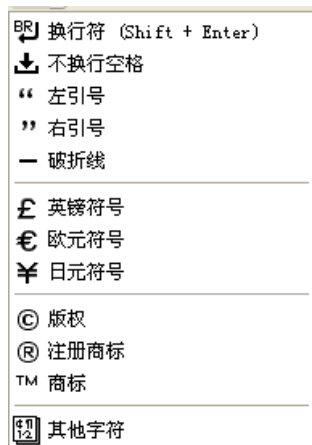 BR 换行符 (Shift + Enter)
不换行空格
“ 左引号
” 右引号
— 破折线
£ 英镑符号
€ 欧元符号
¥ 日元符号
© 版权
® 注册商标
TM 商标
其他字符